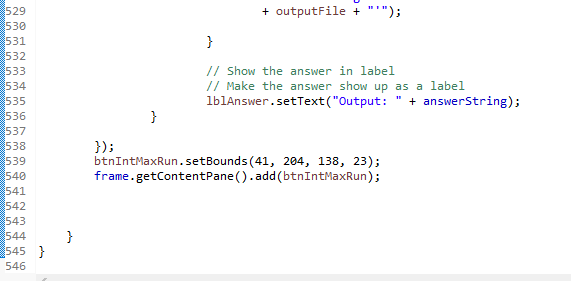 529 + outputFile + "'");
530
531 }
532
533 // Show the answer in label
534 // Make the answer show up as a label
535 lblAnswer.setText("Output: " + answerString);
536 }
537
538 });
539 btnIntMaxRun.setBounds(41, 204, 138, 23);
540 frame.getContentPane().add(btnIntMaxRun);
541
542
543
544 }
545 }
546